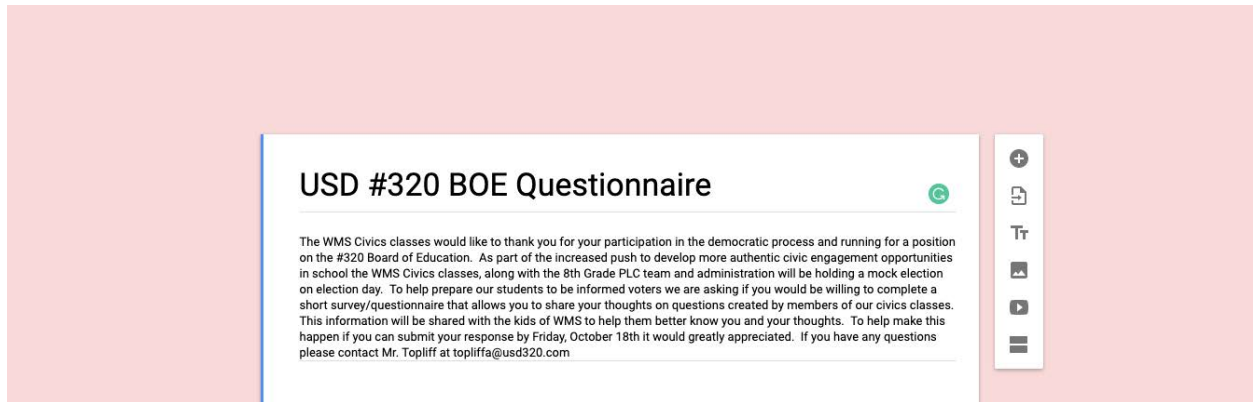 USD #320 BOE Questionnaire
The WMS Civics classes would like to thank you for your participation in the democratic process and running for a position
on the #320 Board of Education.  As part of the increased push to develop more authentic civic engagement opportunities
in school the WMS Civics classes, along with the 8th Grade PLC team and administration will be holding a mock election
on election day.  To help prepare our students to be informed voters we are asking if you would be willing to complete a
short survey/questionnaire that allows you to share your thoughts on questions created by members of our civics classes.
This information will be shared with the kids of WMS to help them better know you and your thoughts.  To help make this
happen if you can submit your response by Friday, October 18th it would greatly appreciated.  If you have any questions
please contact Mr. Topliff at topliffa@usd320.com
Tт